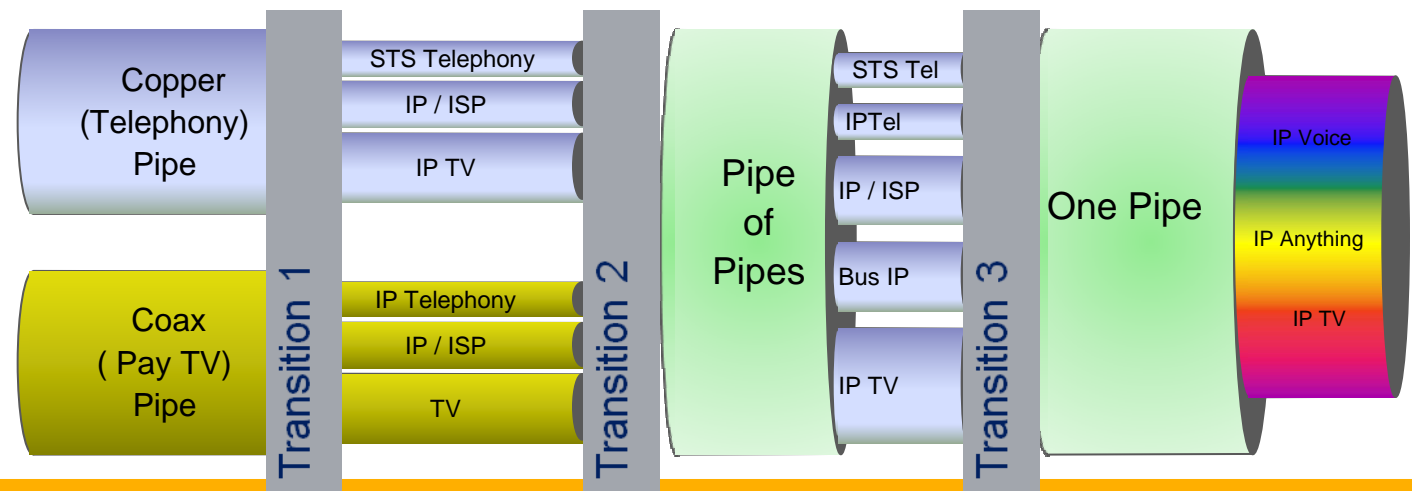 Copper
(Telephony)
Pipe
Coax
( Pay TV)
Pipe
Transition 1
STS Telephony
IP / ISP
IP TV
IP Telephony
IP / ISP
TV
Transition 2
Pipe
of
Pipes
STS Tel
IPTel
IP / ISP
Bus IP
IP TV
Transition 3
One Pipe
IP Voice
IP Anything
IP TV